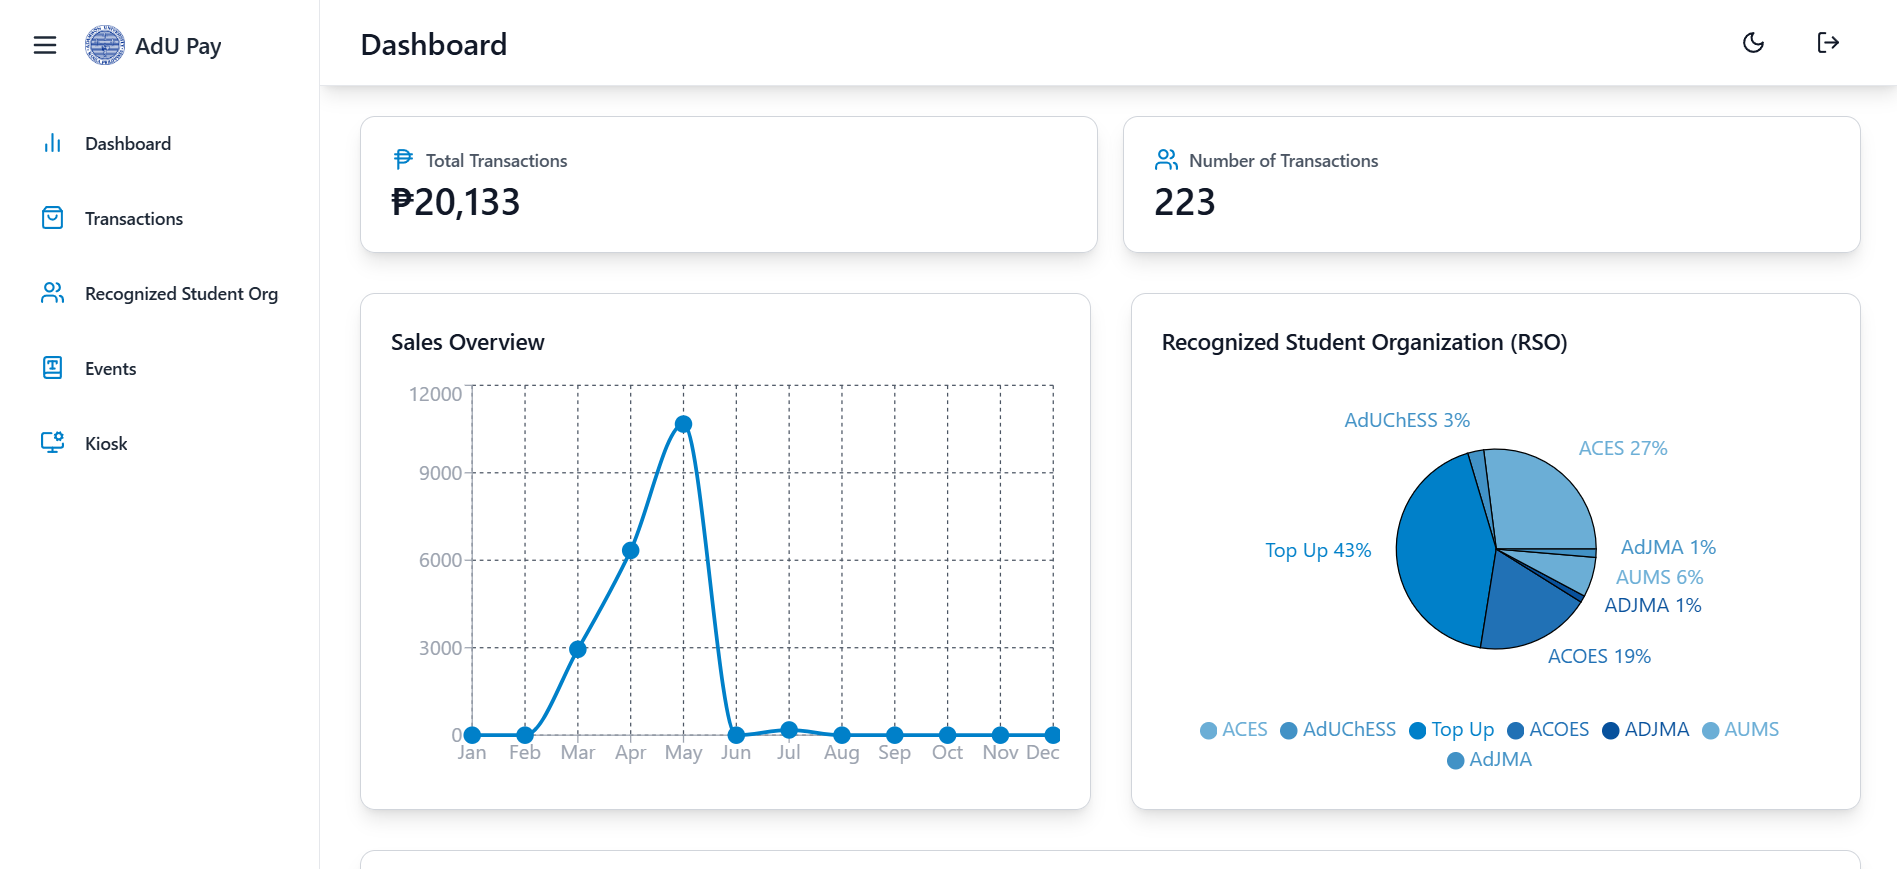 AdU Pay
Dashboard
Dashboard
Transactions
Recognized Student Org
Events
Kiosk
Total Transactions
₱20,133
Number of Transactions
223
Sales Overview
12000
9000
6000
3000
0
Jan Feb Mar Apr May Jun Jul Aug Sep Oct Nov Dec
Recognized Student Organization (RSO)
AdUChESS 3%
ACES 27%
Top Up 43%
AdJMA 1%
AUMS 6%
ADJMA 1%
ACOES 19%
ACES AdUChESS Top Up ACOES ADJMA AUMS
AdJMA